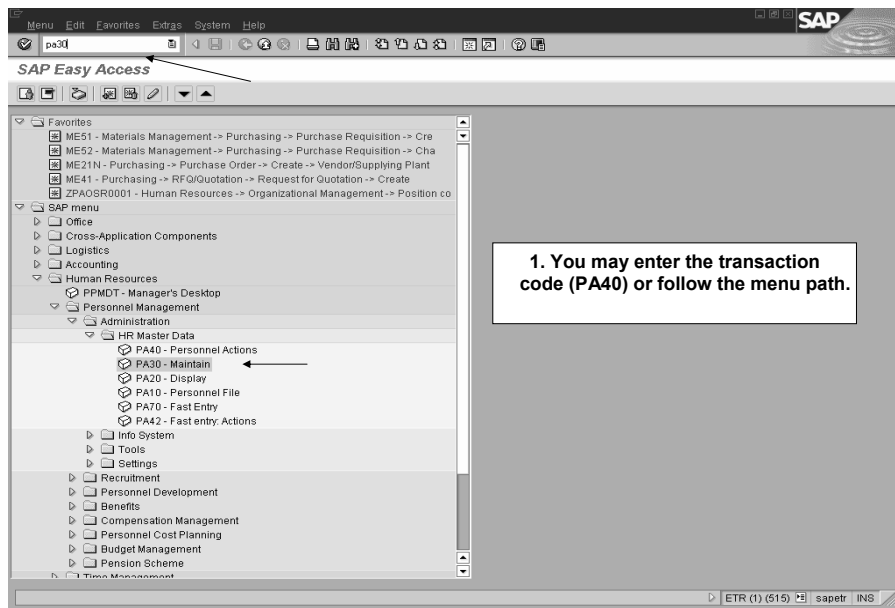 Menu Edit Favorites Extras System Help
SAP
pa30
SAP Easy Access
Favorites
ME51 - Materials Management -> Purchasing -> Purchase Requisition -> Cre
ME52 - Materials Management -> Purchasing -> Purchase Requisition -> Cha
ME21N - Purchasing -> Purchase Order -> Create -> Vendor/Supplying Plant
ME41 - Purchasing -> RFQ/Quotation -> Request for Quotation -> Create
ZPAOSR0001 - Human Resources -> Organizational Management -> Position co
SAP menu
Office
Cross-Application Components
Logistics
Accounting
Human Resources
PPMDT - Manager's Desktop
Personnel Management
Administration
HR Master Data
PA40 - Personnel Actions
PA30 - Maintain
PA20 - Display
PA10 - Personnel File
PA70 - Fast Entry
PA42 - Fast entry: Actions
Info System
Tools
Settings
Recruitment
Personnel Development
Benefits
Compensation Management
Personnel Cost Planning
Budget Management
Pension Scheme
Time Management
1. You may enter the transaction
code (PA40) or follow the menu path.
ETR (1) (515) sapetr INS